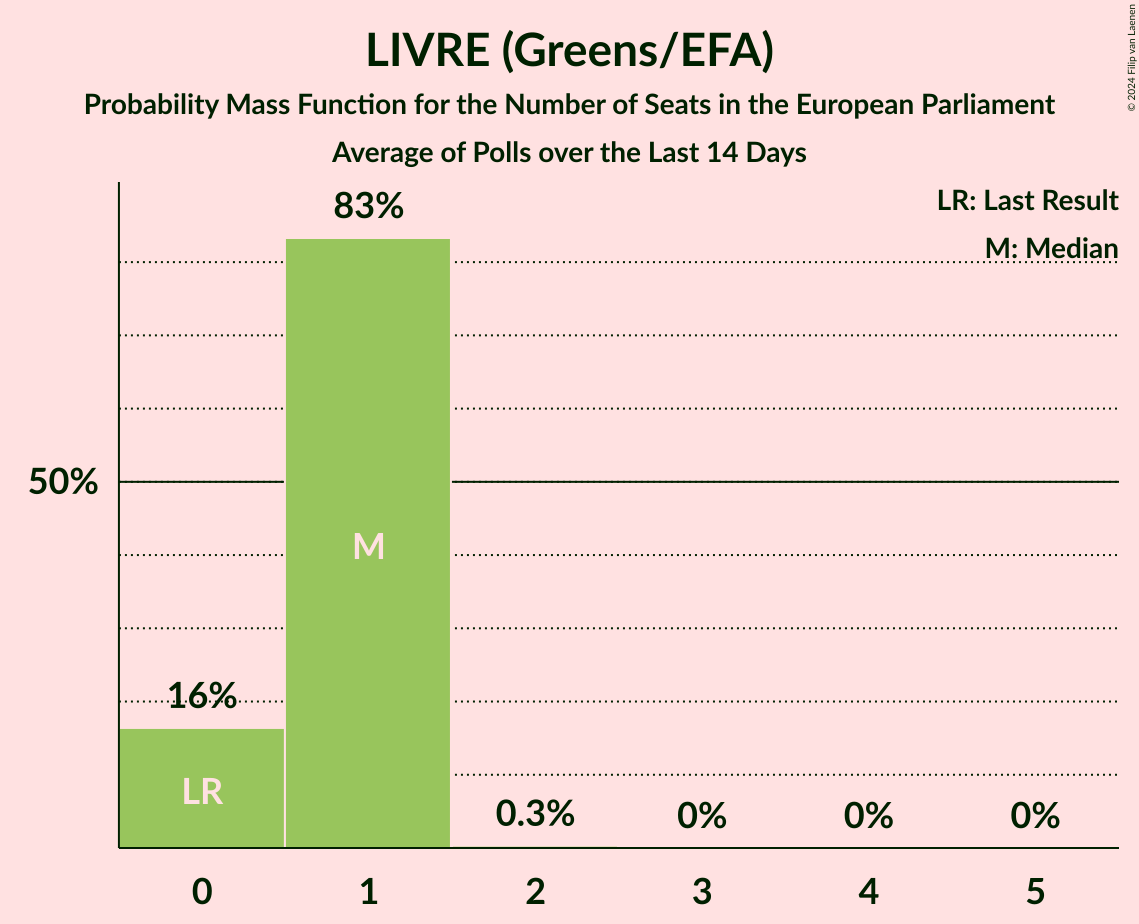 LIVRE (Greens/EFA)
Probability Mass Function for the Number of Seats in the European Parliament
Average of Polls over the Last 14 Days
© 2024 Filip van Laenen
LR: Last Result
M: Median
83%
50%
M
16%
LR
0.3%
0%
0%
0%
0 1 2 3 4 5